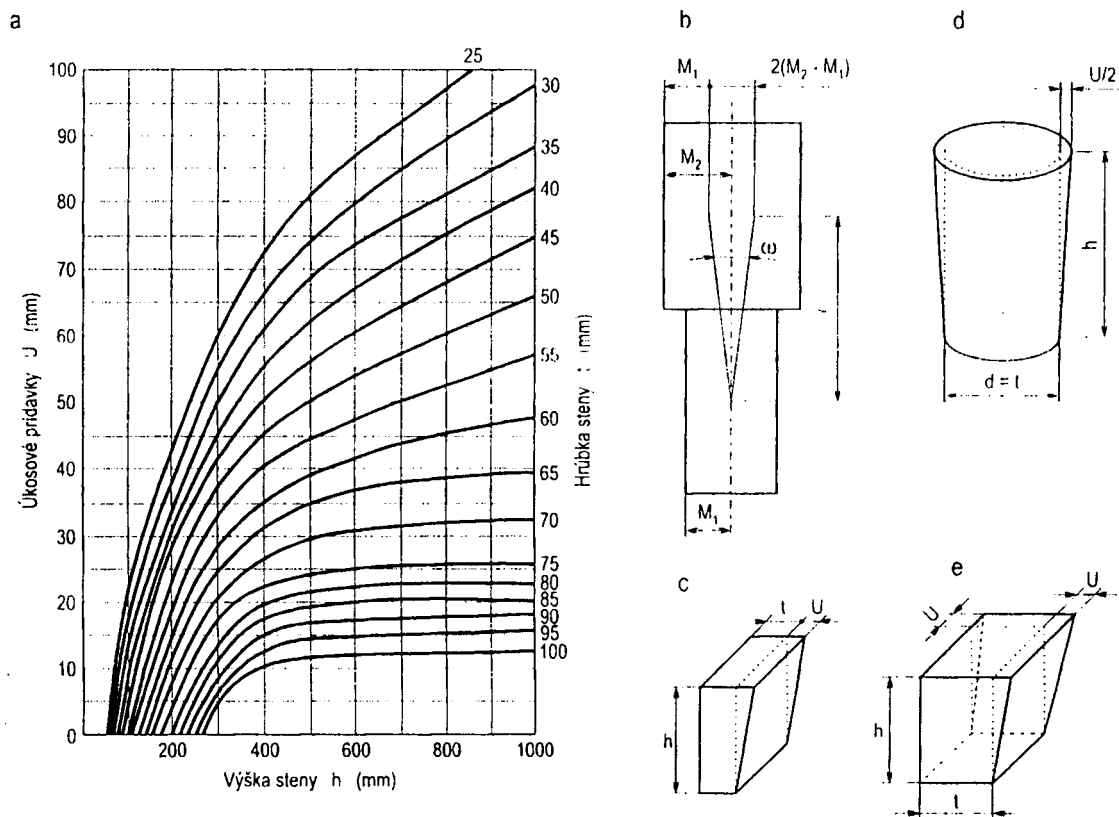 a
25
100
90
80
70
60
50
40
30
20
10
0
200
400
600
800
1000
Úkosové prídavky U (mm)
Výška steny h (mm)
30
35
40
45
50
55
60
65
70
75
80
85
90
95
100
Hrúbka steny t (mm)
b
M₁
2(M₂ - M₁)
M₂
ω
M₁
c
t
U
h
d
U/2
h
d = t
e
U
U
h
t